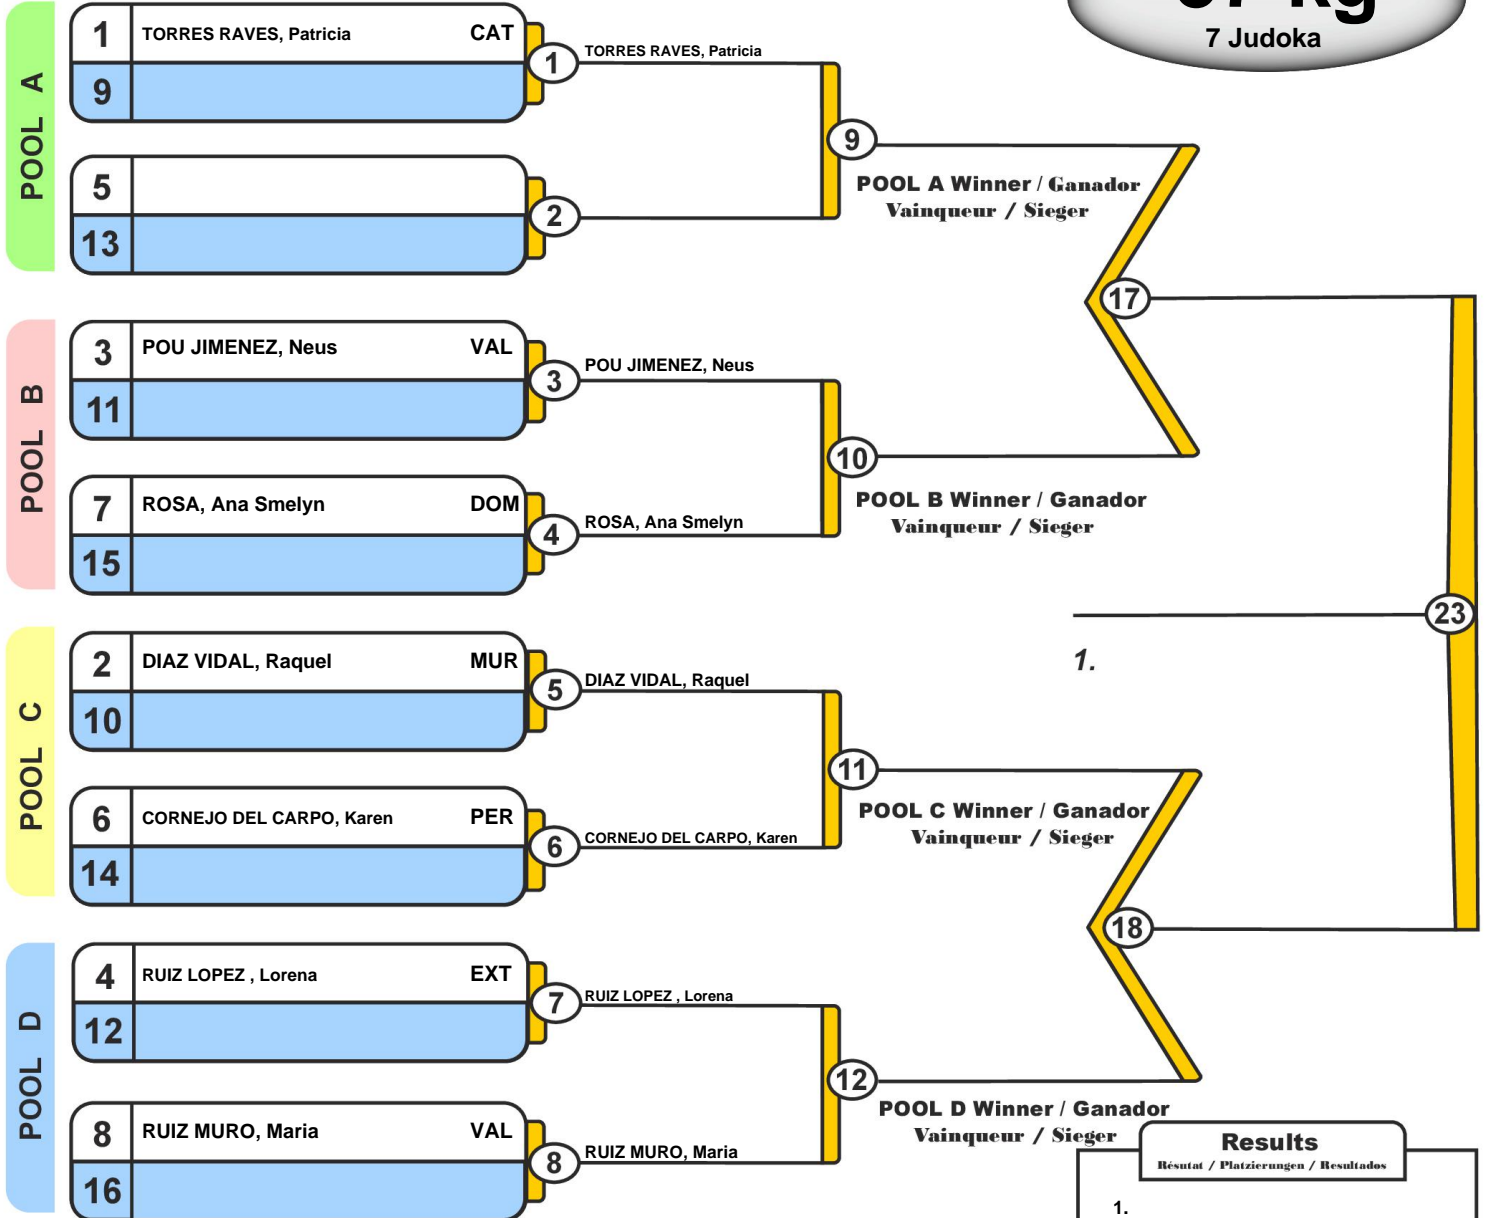 7 Judoka
POOL A
1 TORRES RAVES, Patricia CAT
9
1
TORRES RAVES, Patricia
5
13
2
9
POOL A Winner / Ganador
Vainqueur / Sieger
POOL B
3 POU JIMENEZ, Neus VAL
11
3
POU JIMENEZ, Neus
7 ROSA, Ana Smelyn DOM
15
4
ROSA, Ana Smelyn
10
POOL B Winner / Ganador
Vainqueur / Sieger
17
POOL C
2 DIAZ VIDAL, Raquel MUR
10
5
DIAZ VIDAL, Raquel
6 CORNEJO DEL CARPO, Karen PER
14
6
CORNEJO DEL CARPO, Karen
11
POOL C Winner / Ganador
Vainqueur / Sieger
POOL D
4 RUIZ LOPEZ , Lorena EXT
12
7
RUIZ LOPEZ , Lorena
8 RUIZ MURO, Maria VAL
16
8
RUIZ MURO, Maria
12
POOL D Winner / Ganador
Vainqueur / Sieger
18
23
1.
Results
Résutat / Platzierungen / Resultados
1.